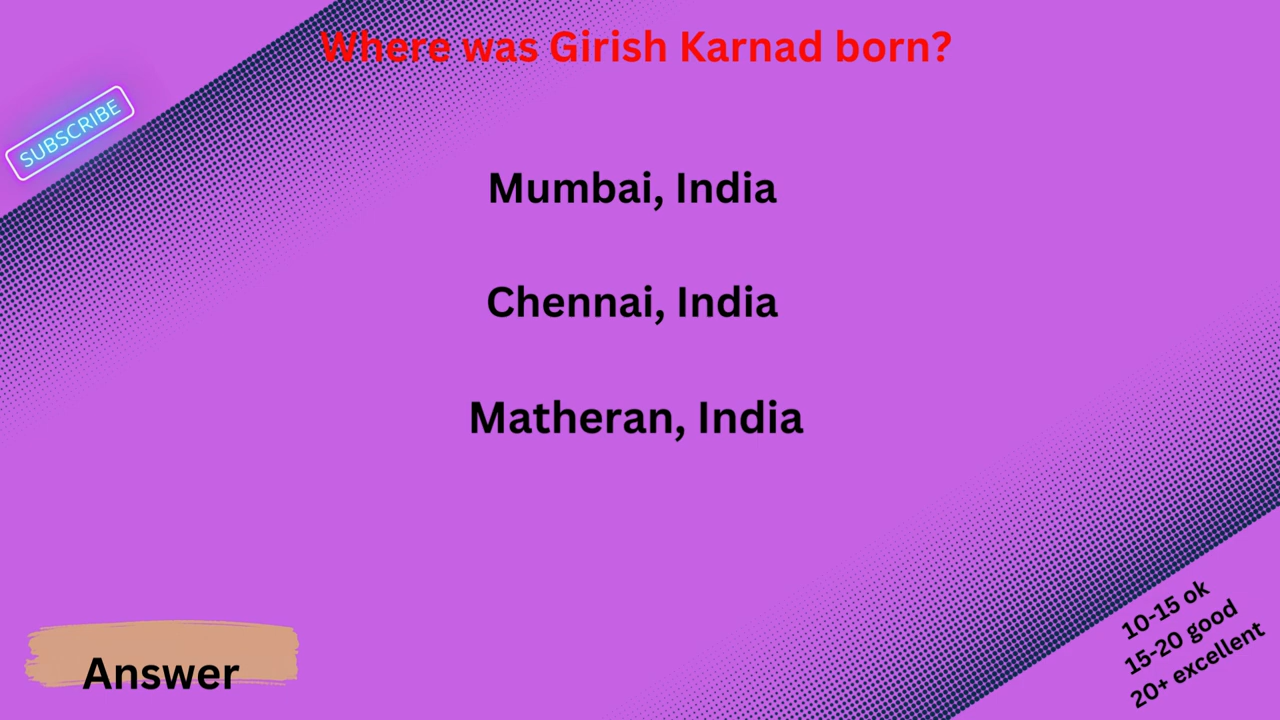 Where was Girish Karnad born?
SUBSCRIBE
Mumbai, India
Chennai, India
Matheran, India
Answer
10-15 ok
15-20 good
20+ excellent